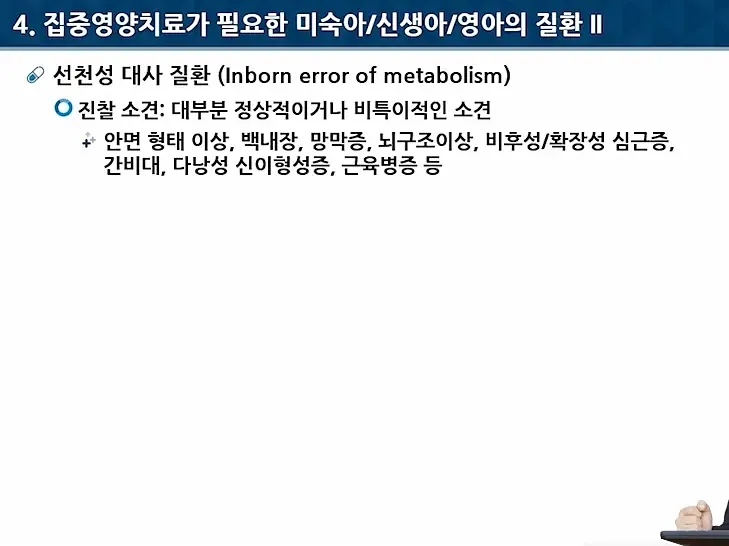 4. 집중영양치료가 필요한 미숙아/신생아/영아의 질환 II
선천성 대사 질환 (Inborn error of metabolism)
진찰 소견: 대부분 정상적이거나 비특이적인 소견
안면 형태 이상, 백내장, 망막증, 뇌구조이상, 비후성/확장성 심근증,
간비대, 다낭성 신이형성증, 근육병증 등